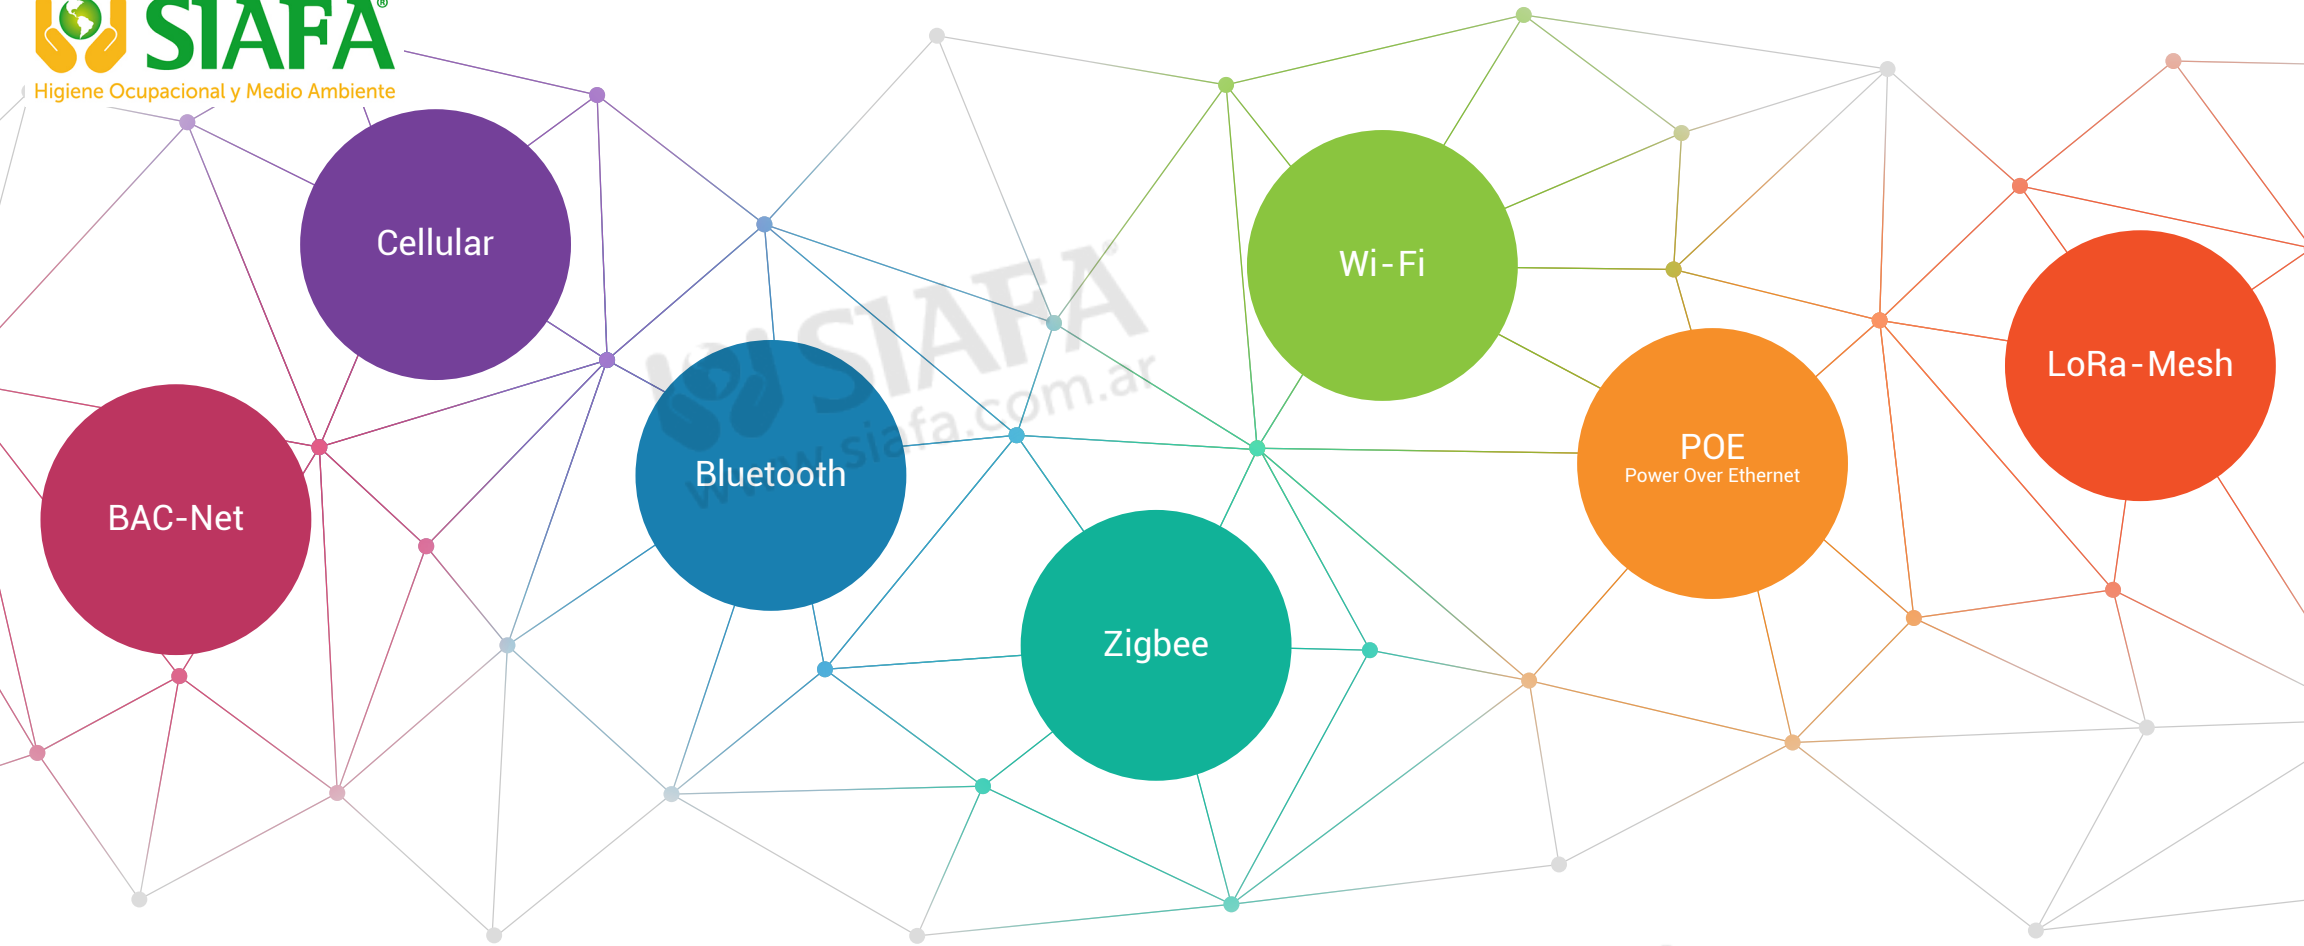 SIAFA®
Higiene Ocupacional y Medio Ambiente
Cellular
Wi-Fi
LoRa-Mesh
SIAFA
www.siafa.com.ar
POE
Power Over Ethernet
Bluetooth
BAC-Net
Zigbee